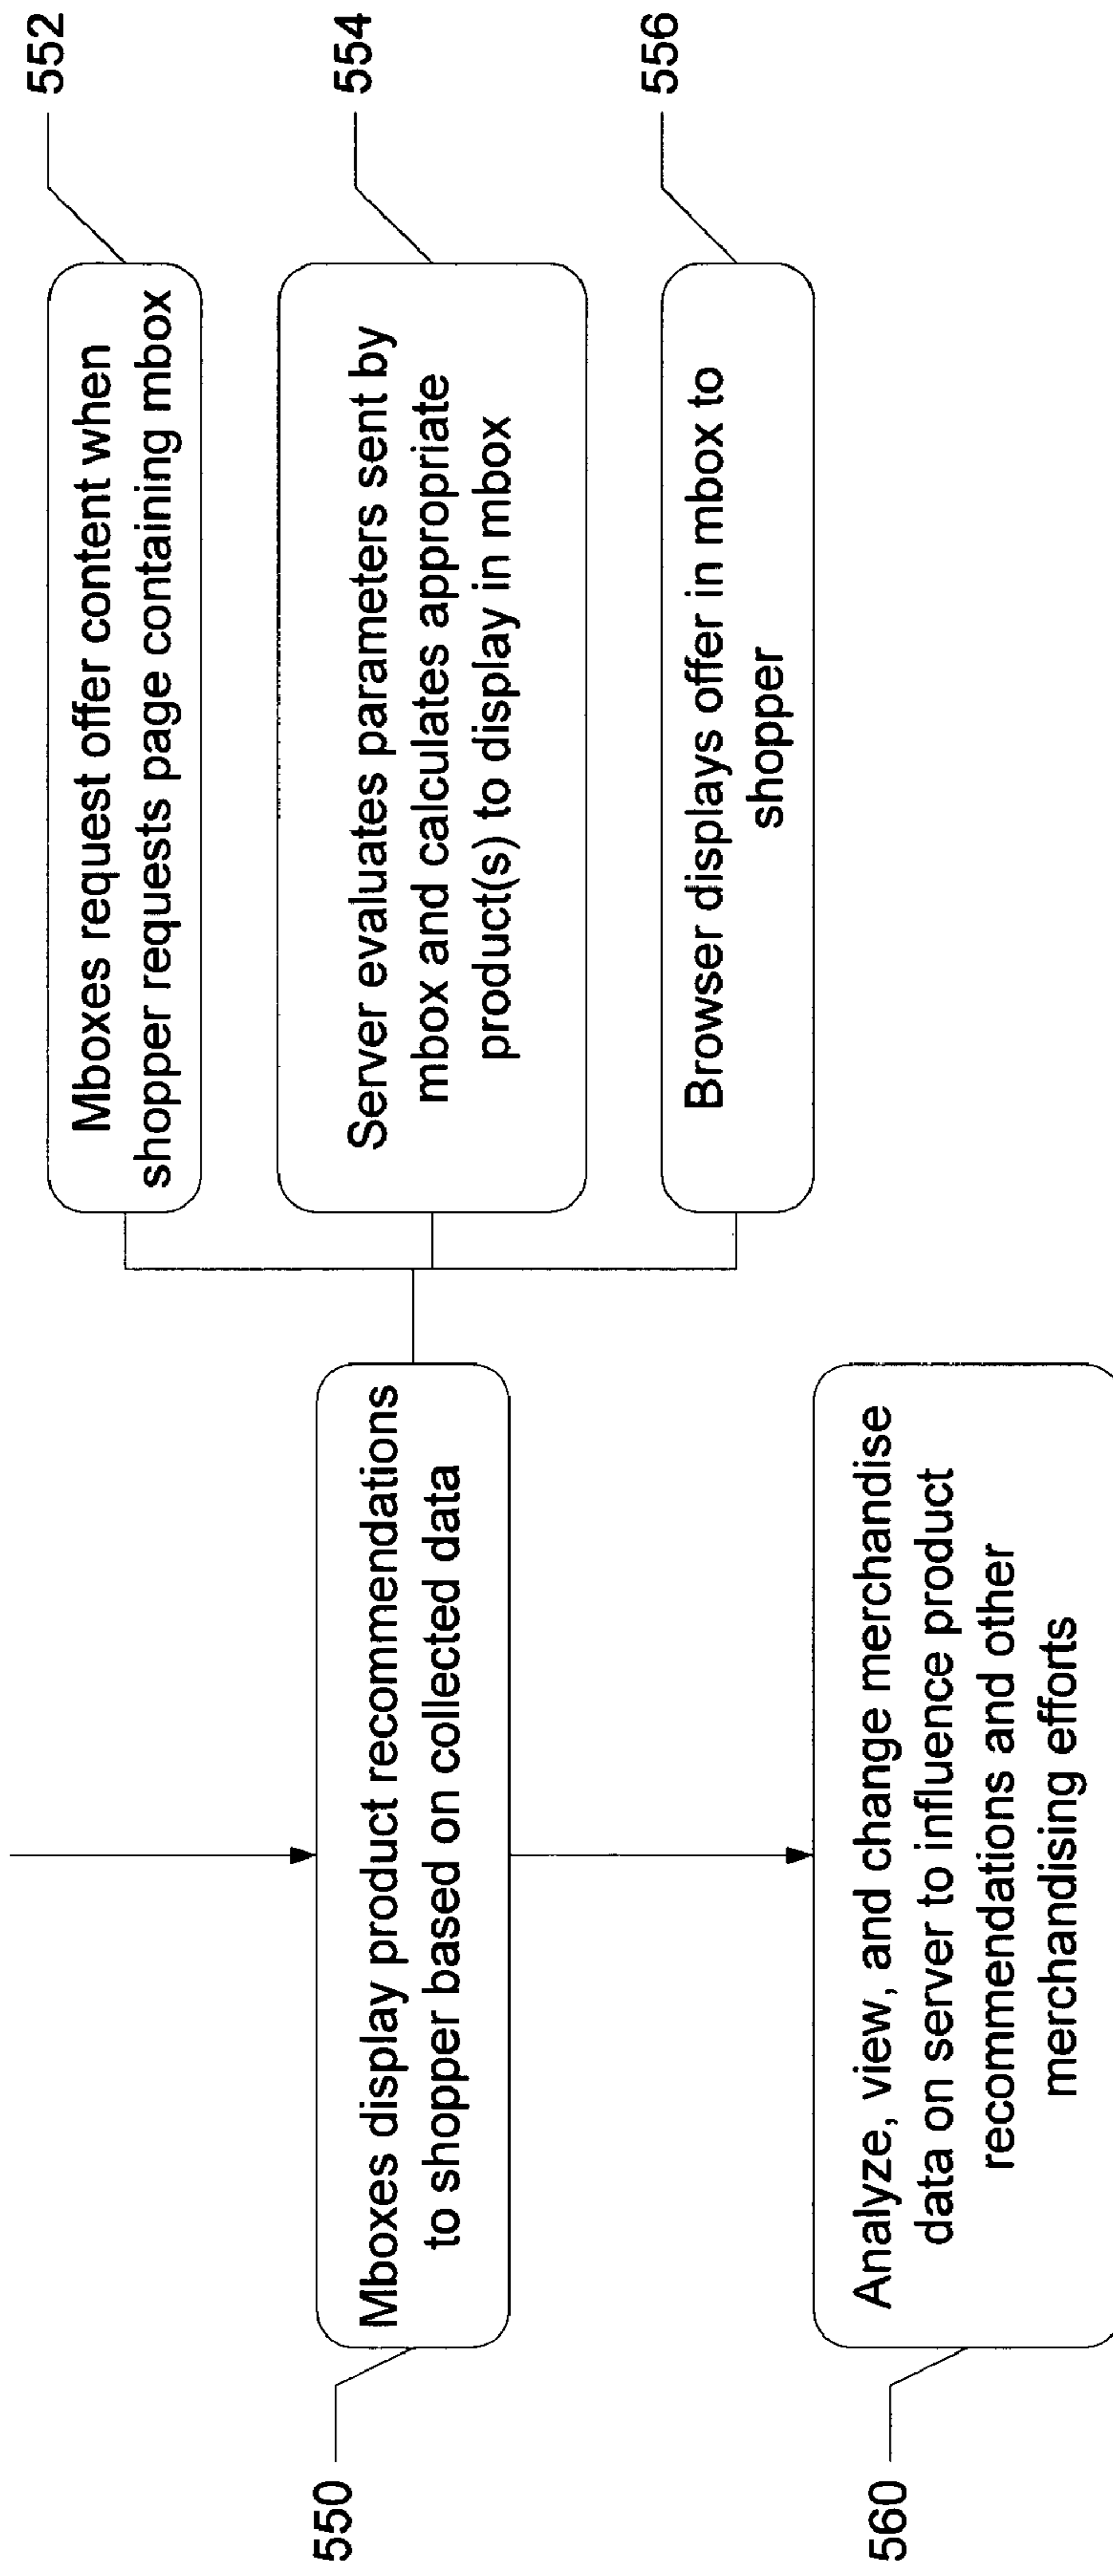 550
Mboxes display product recommendations
to shopper based on collected data
552
Mboxes request offer content when
shopper requests page containing mbox
554
Server evaluates parameters sent by
mbox and calculates appropriate
product(s) to display in mbox
556
Browser displays offer in mbox to
shopper
560
Analyze, view, and change merchandise
data on server to influence product
recommendations and other
merchandising efforts